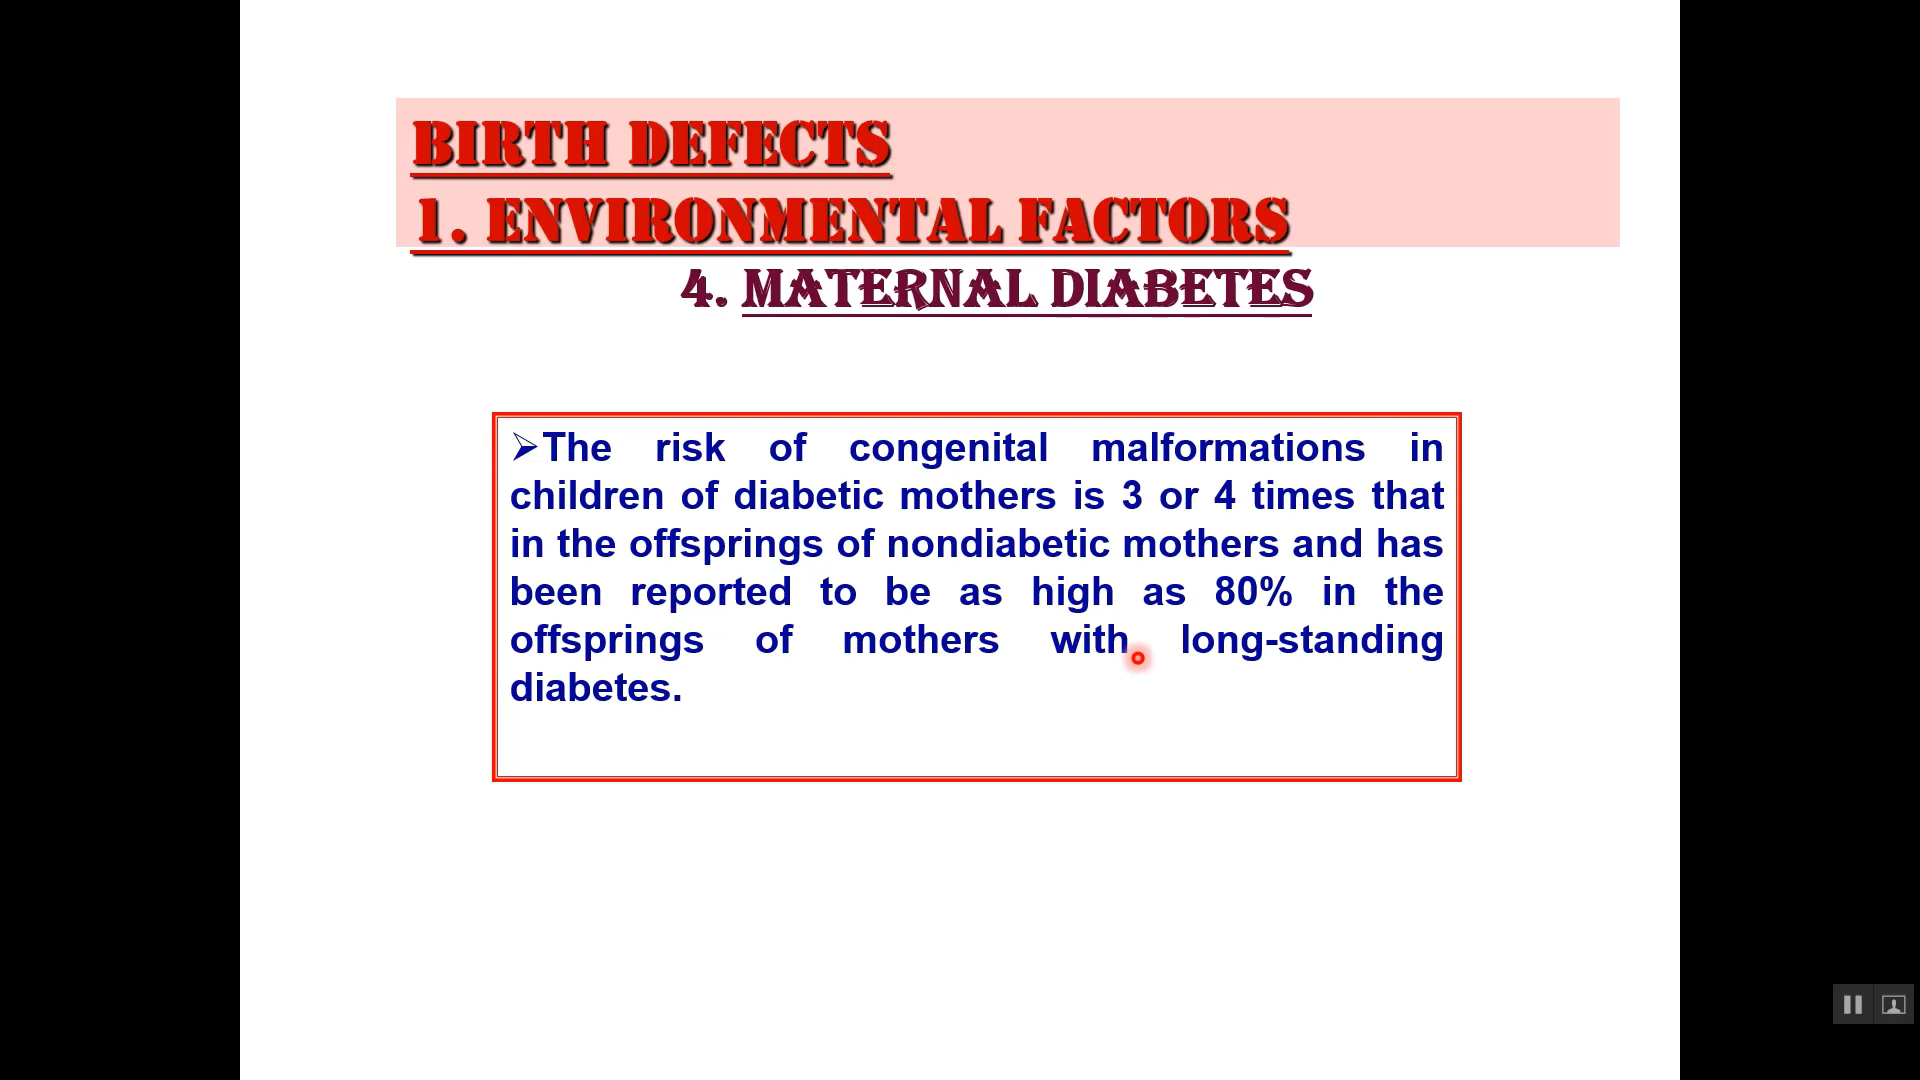 BIRTH DEFECTS
1. ENVIRONMENTAL FACTORS
4. MATERNAL DIABETES
➢The risk of congenital malformations in
children of diabetic mothers is 3 or 4 times that
in the offsprings of nondiabetic mothers and has
been reported to be as high as 80% in the
offsprings of mothers with long-standing
diabetes.